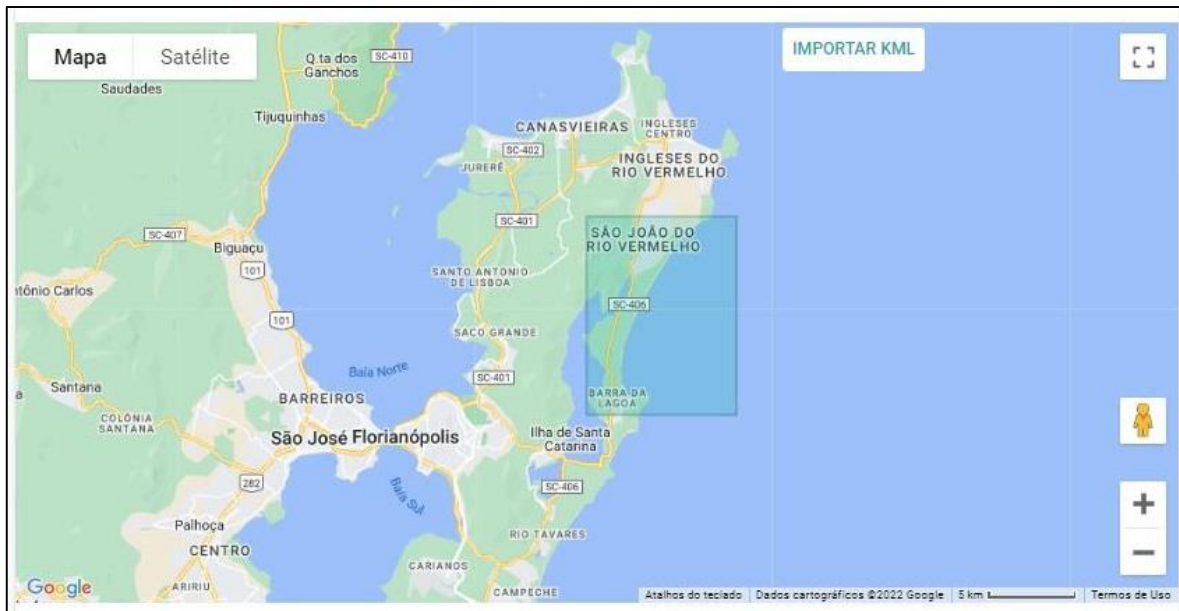 Mapa
Satélite
IMPORTAR KML
Q.ta dos
Ganchos
SC-410
Saudades
Tijuquinhas
CANASVIEIRAS
INGLESES
CENTRO
SC-402
JURERÊ
INGLESES DO
RIO VERMELHO
SC-401
SC-407
Biguaçu
SÃO JOÃO DO
RIO VERMELHO
101
SANTO ANTONIO
DE LISBOA
ntônio Carlos
SC-406
101
SACO GRANDE
Baía Norte
SC-401
Santana
a
BARREIROS
BARRA DA
LAGOA
COLÔNIA
SANTANA
São José
Florianópolis
Ilha de Santa
Catarina
282
Baía Sul
SC-406
Palhoça
RIO TAVARES
CENTRO
CARIANOS
ARIRIU
CAMPECHE
Google
Atalhos do teclado
Dados cartográficos ©2022 Google
5 km
Termos de Uso